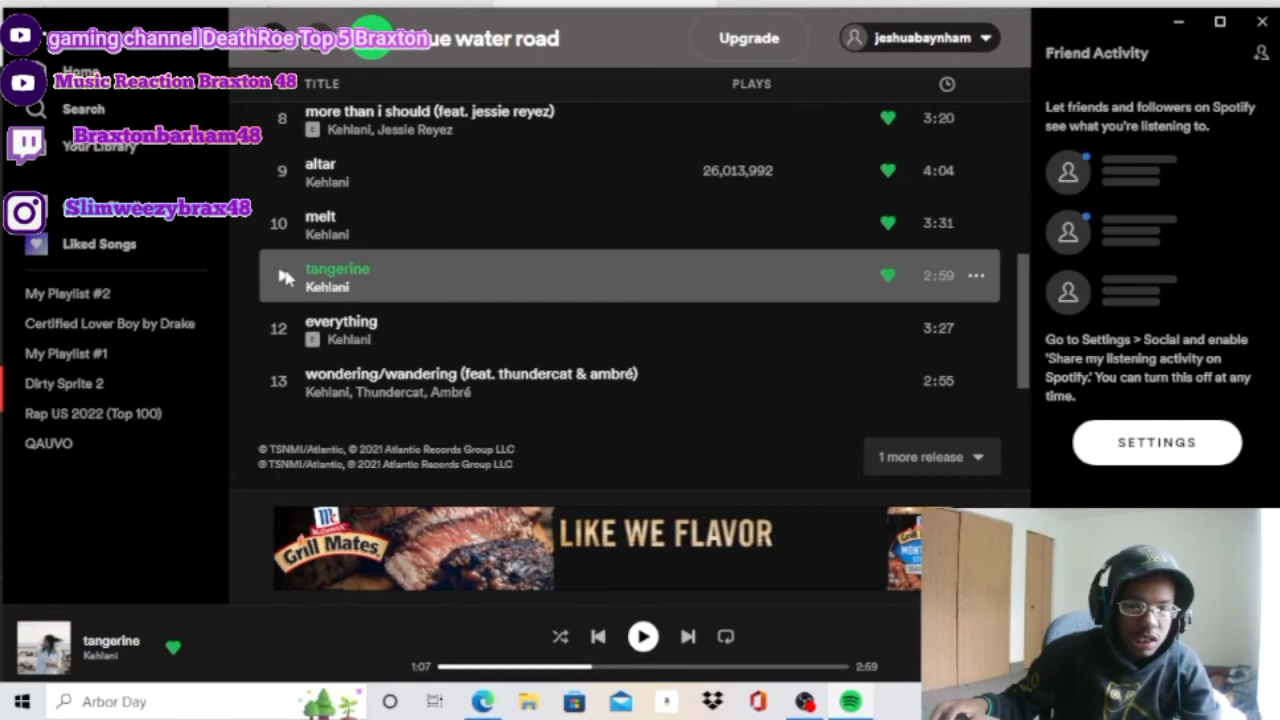 gaming channel DeathRoe Top 5 Braxton
ue water road
Upgrade
jeshuabaynham
Friend Activity
Home
Music Reaction Braxton 48
TITLE
PLAYS
Search
Braxtonbarham48
Your Library
Slimweezybrax48
Liked Songs
My Playlist #2
Certified Lover Boy by Drake
My Playlist #1
Dirty Sprite 2
Rap US 2022 (Top 100)
QAUVO
8
more than i should (feat. jessie reyez)
3:20
E Kehlani, Jessie Reyez
9
altar
26,013,992
4:04
Kehlani
10
melt
3:31
Kehlani
tangerine
2:59
Kehlani
12
everything
3:27
E Kehlani
13
wondering/wandering (feat. thundercat & ambré)
2:55
Kehlani, Thundercat, Ambré
© TSNMI/Atlantic, © 2021 Atlantic Records Group LLC
℗ TSNMI/Atlantic, ℗ 2021 Atlantic Records Group LLC
1 more release
Let friends and followers on Spotify
see what you're listening to.
Go to Settings > Social and enable
'Share my listening activity on
Spotify.' You can turn this off at any
time.
SETTINGS
McCormick
Grill Mates
LIKE WE FLAVOR
Grill
MONT
tangerine
Kehlani
1:07
2:59
Arbor Day